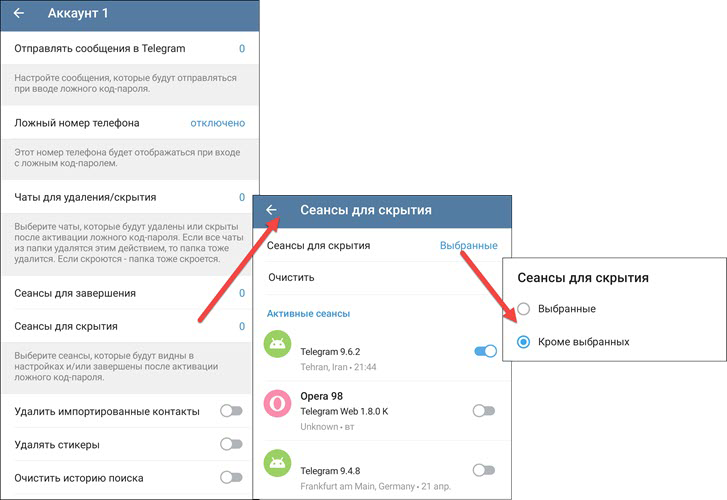 Аккаунт 1
Отправлять сообщения в Telegram 0
Настройте сообщения, которые будут отправляться
при вводе ложного код-пароля.
Ложный номер телефона отключено
Этот номер телефона будет отображаться при входе
с ложным код-паролем.
Чаты для удаления/скрытия 0
Выберите чаты, которые будут удалены или скрыты
после активации ложного код-пароля. Если все чаты
из папки удалятся этим действием, то папка тоже
удалится. Если скроются - папка тоже скроется.
Сеансы для завершения 0
Сеансы для скрытия 0
Выберите сеансы, которые будут видны в
настройках и/или завершены после активации
ложного код-пароля.
Удалить импортированные контакты
Удалять стикеры
Очистить историю поиска
Сеансы для скрытия
Сеансы для скрытия Выбранные
Очистить
Активные сеансы
Telegram 9.6.2
Tehran, Iran • 21:44
Opera 98
Telegram Web 1.8.0 K
Unknown • вт
Telegram 9.4.8
Frankfurt am Main, Germany • 21 апр.
Сеансы для скрытия
Выбранные
Кроме выбранных